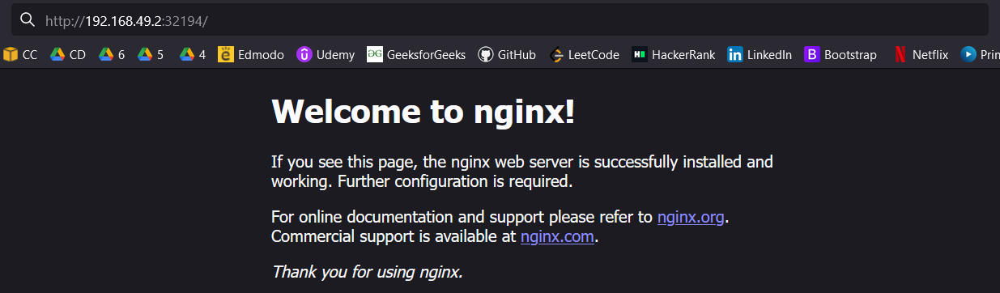 http://192.168.49.2:32194/
CC CD 6 5 4 Edmodo Udemy GeeksforGeeks GitHub LeetCode HackerRank LinkedIn Bootstrap Netflix Prin
Welcome to nginx!
If you see this page, the nginx web server is successfully installed and
working. Further configuration is required.
For online documentation and support please refer to nginx.org.
Commercial support is available at nginx.com.
Thank you for using nginx.